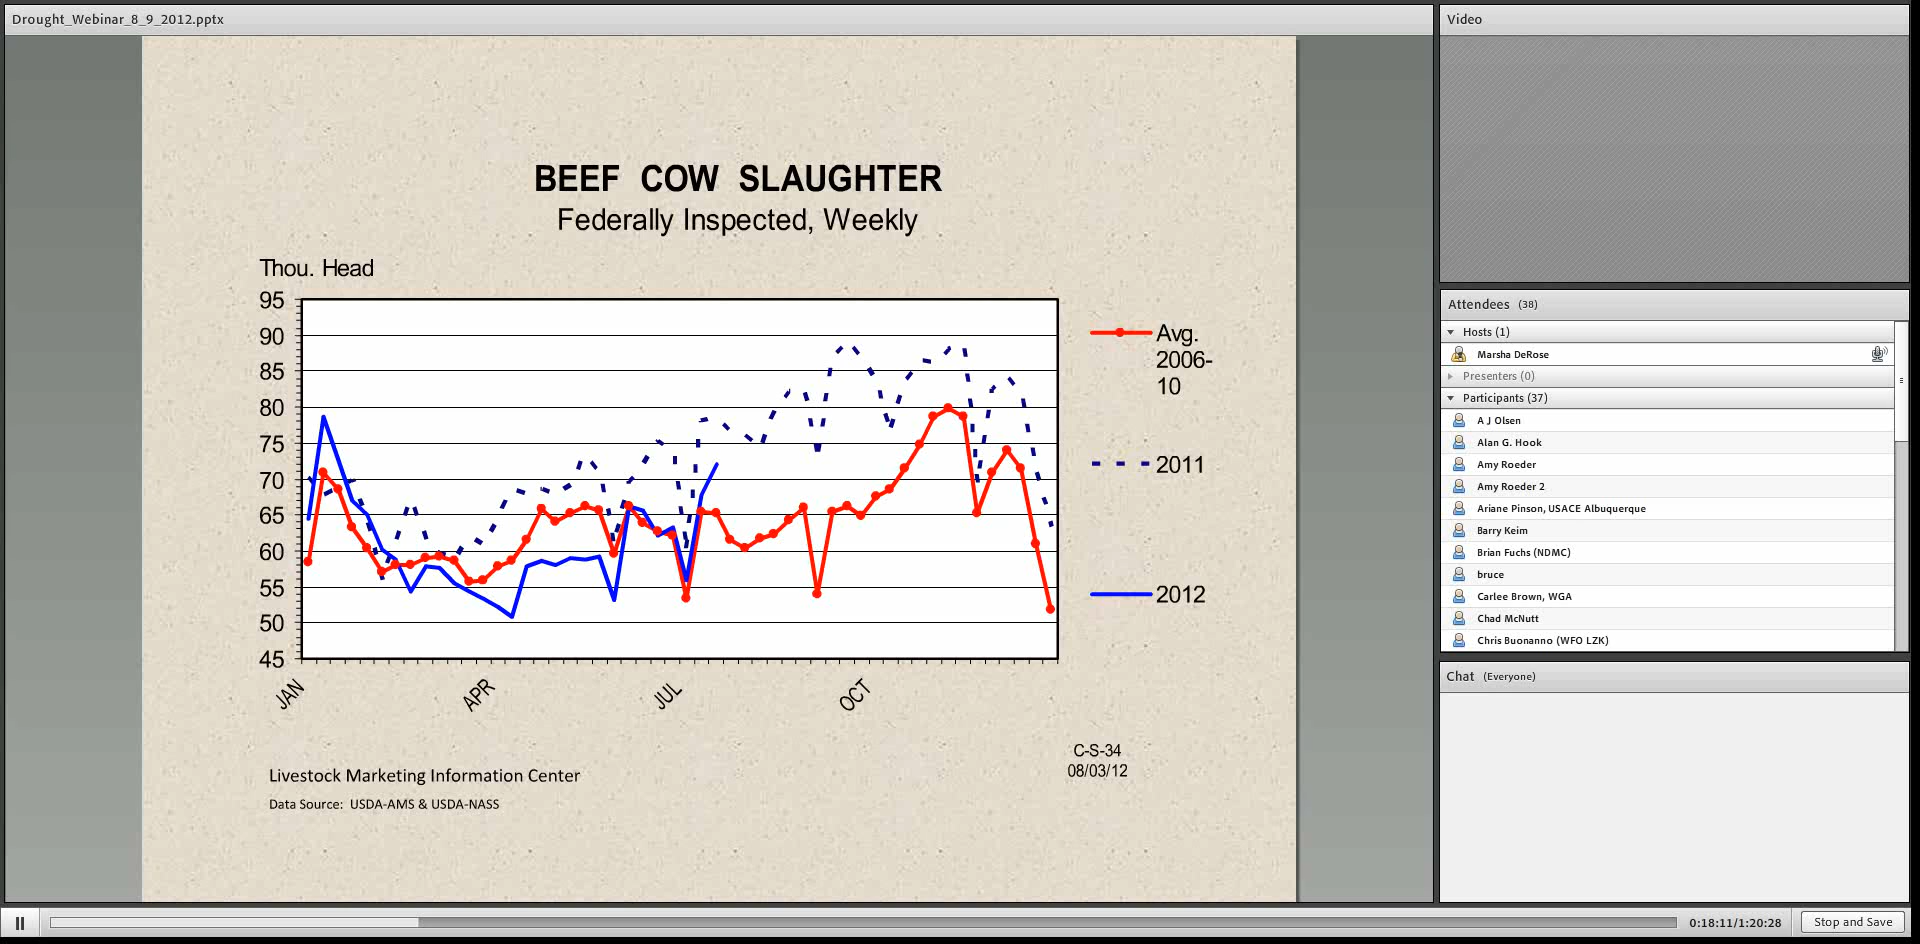 Drought_Webinar_8_9_2012.pptx
BEEF COW SLAUGHTER
Federally Inspected, Weekly
Thou. Head
95
90
85
80
75
70
65
60
55
50
45
JAN
APR
JUL
OCT
Avg.
2006-
10
2011
2012
C-S-34
08/03/12
Livestock Marketing Information Center
Data Source: USDA-AMS & USDA-NASS
Video
Attendees (38)
Hosts (1)
Marsha DeRose
Presenters (0)
Participants (37)
A J Olsen
Alan G. Hook
Amy Roeder
Amy Roeder 2
Ariane Pinson, USACE Albuquerque
Barry Keim
Brian Fuchs (NDMC)
bruce
Carlee Brown, WGA
Chad McNutt
Chris Buonanno (WFO LZK)
Chat (Everyone)
0:18:11/1:20:28
Stop and Save